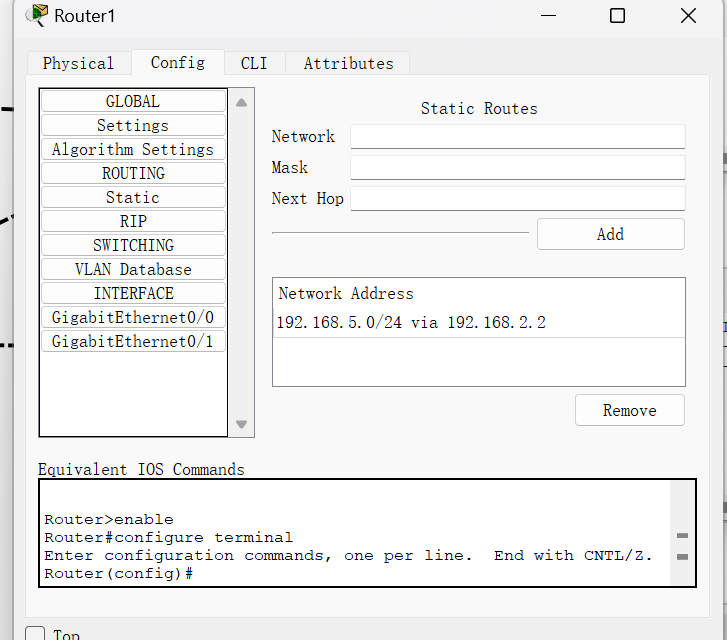 Router1
Physical Config CLI Attributes
GLOBAL
Settings
Algorithm Settings
ROUTING
Static
RIP
SWITCHING
VLAN Database
INTERFACE
GigabitEthernet0/0
GigabitEthernet0/1
Static Routes
Network
Mask
Next Hop
Add
Network Address
192.168.5.0/24 via 192.168.2.2
Remove
Equivalent IOS Commands
Router>enable
Router#configure terminal
Enter configuration commands, one per line.  End with CNTL/Z.
Router(config)#
Top